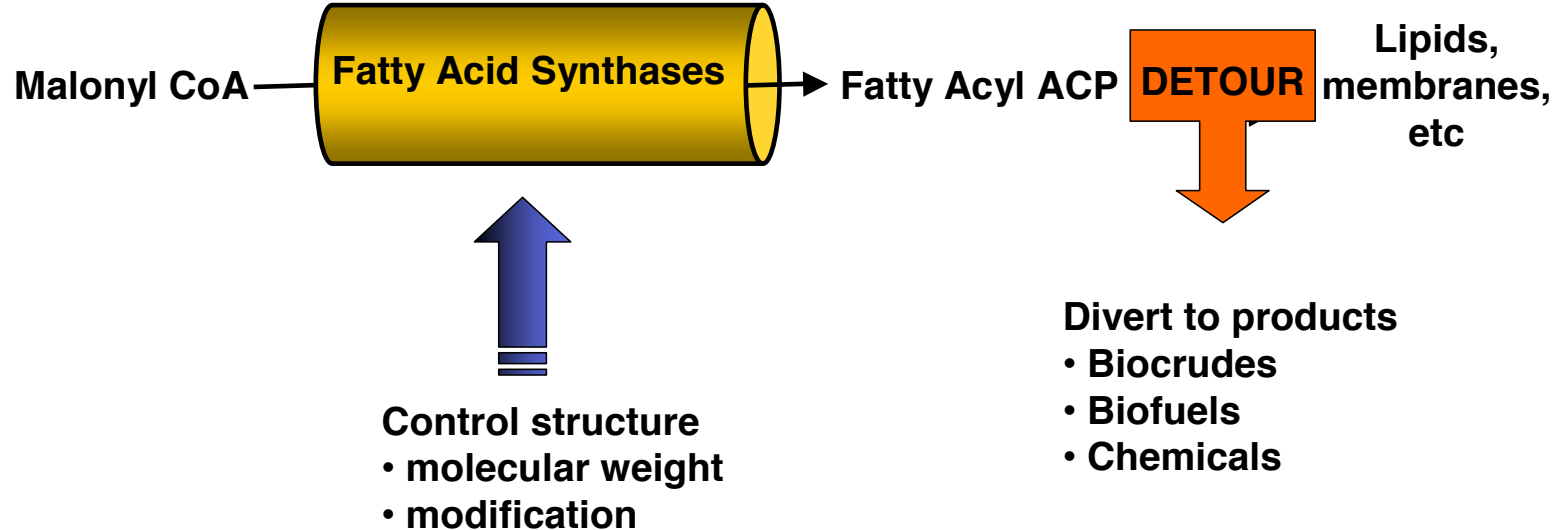 Malonyl CoA
Fatty Acid Synthases
Fatty Acyl ACP
DETOUR
Lipids,
membranes,
etc
Control structure
• molecular weight
• modification
Divert to products
• Biocrudes
• Biofuels
• Chemicals